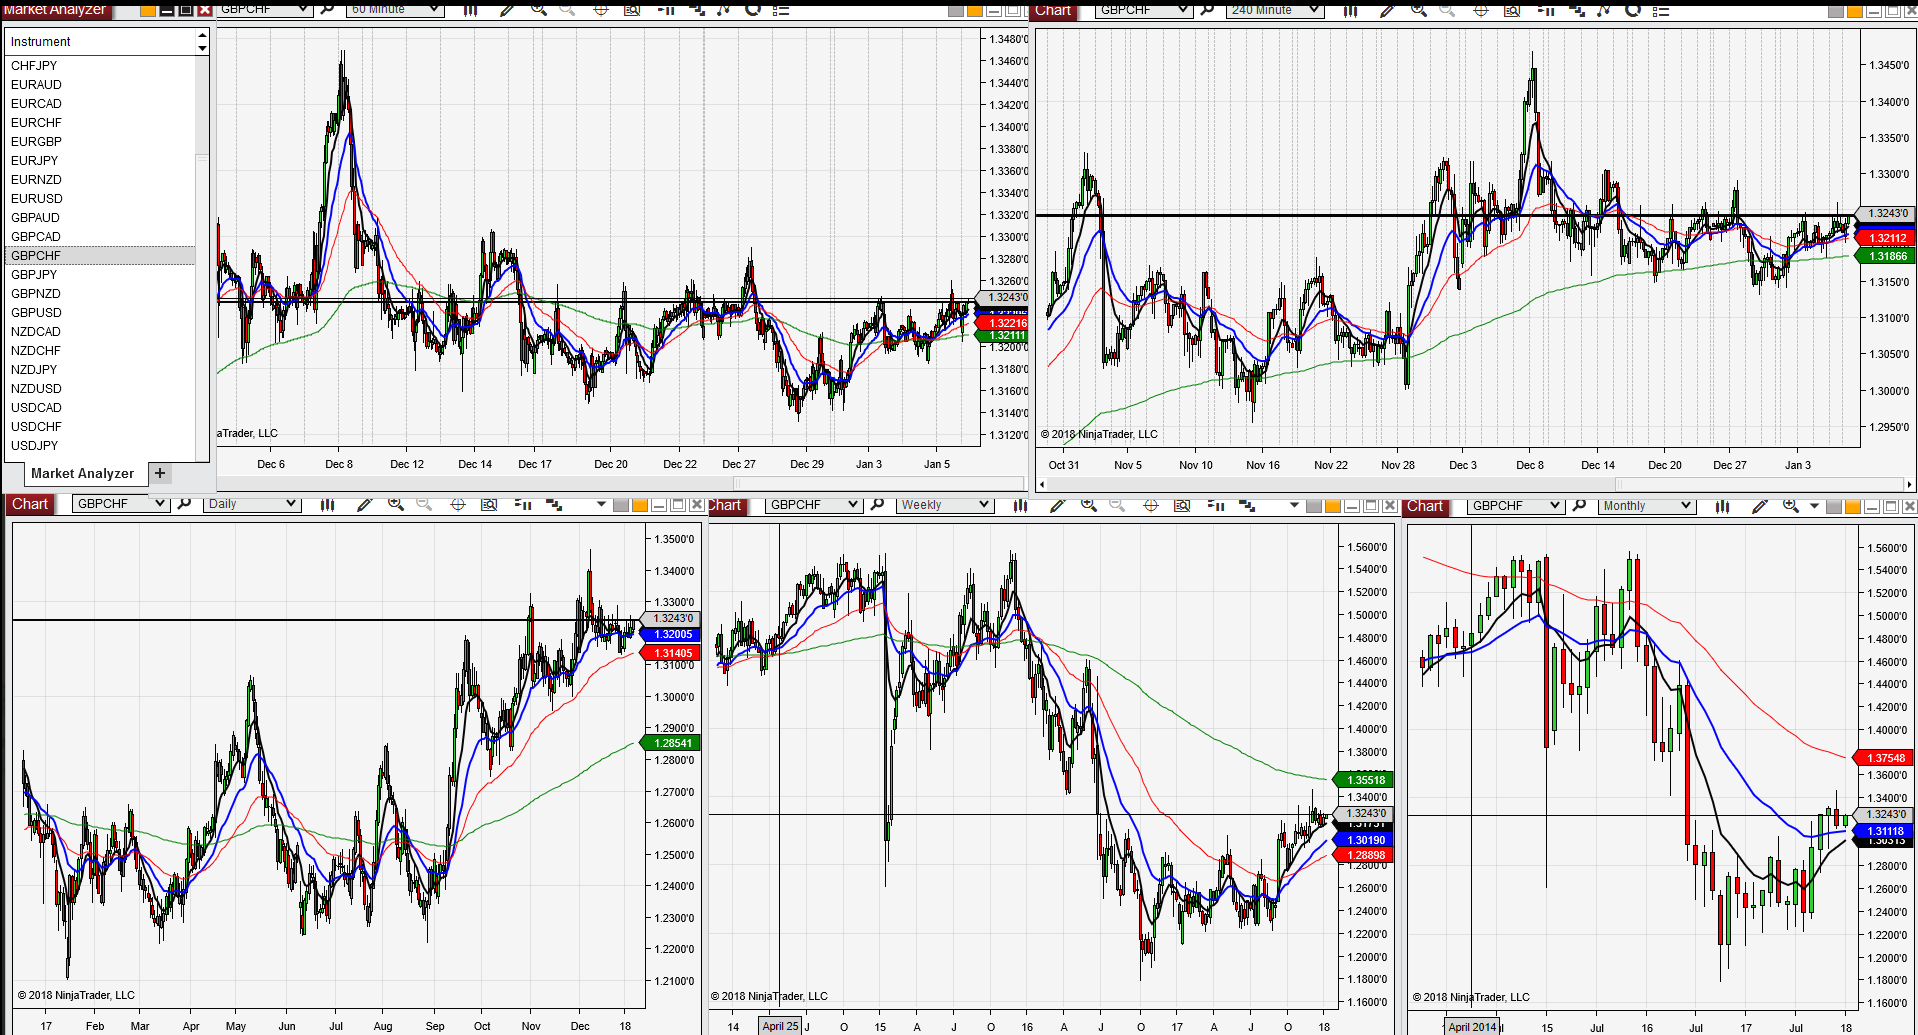 Market Analyzer
GBPCHF
60 Minute
Chart
GBPCHF
240 Minute
Instrument
CHFJPY
EURAUD
EURCAD
EURCHF
EURGBP
EURJPY
EURNZD
EURUSD
GBPAUD
GBPCAD
GBPCHF
GBPJPY
GBPNZD
GBPUSD
NZDCAD
NZDCHF
NZDJPY
NZDUSD
USDCAD
USDCHF
USDJPY
Market Analyzer
+
1.3480'0
1.3460'0
1.3440'0
1.3420'0
1.3400'0
1.3380'0
1.3360'0
1.3340'0
1.3320'0
1.3300'0
1.3280'0
1.3260'0
1.3243'0
1.32216
1.32111
1.3200'0
1.3180'0
1.3160'0
1.3140'0
1.3120'0
aTrader, LLC
Dec 6
Dec 8
Dec 12
Dec 14
Dec 17
Dec 20
Dec 22
Dec 27
Dec 29
Jan 3
Jan 5
1.3450'0
1.3400'0
1.3350'0
1.3300'0
1.3243'0
1.32112
1.31866
1.3150'0
1.3100'0
1.3050'0
1.3000'0
1.2950'0
© 2018 NinjaTrader, LLC
Oct 31
Nov 5
Nov 10
Nov 16
Nov 22
Nov 28
Dec 3
Dec 8
Dec 14
Dec 20
Dec 27
Jan 3
Chart
GBPCHF
Daily
1.3500'0
1.3400'0
1.3300'0
1.3243'0
1.32005
1.31405
1.3100'0
1.3000'0
1.2900'0
1.28541
1.2800'0
1.2700'0
1.2600'0
1.2500'0
1.2400'0
1.2300'0
1.2200'0
1.2100'0
© 2018 NinjaTrader, LLC
17
Feb
Mar
Apr
May
Jun
Jul
Aug
Sep
Oct
Nov
Dec
18
Chart
GBPCHF
Weekly
1.5600'0
1.5400'0
1.5200'0
1.5000'0
1.4800'0
1.4600'0
1.4400'0
1.4200'0
1.4000'0
1.3800'0
1.35518
1.3400'0
1.3243'0
1.30190
1.28898
1.2800'0
1.2600'0
1.2400'0
1.2200'0
1.2000'0
1.1800'0
1.1600'0
© 2018 NinjaTrader, LLC
14
April 25
J
O
15
A
J
O
16
A
J
O
17
A
J
O
18
Chart
GBPCHF
Monthly
1.5600'0
1.5400'0
1.5200'0
1.5000'0
1.4800'0
1.4600'0
1.4400'0
1.4200'0
1.4000'0
1.37548
1.3600'0
1.3400'0
1.3243'0
1.31118
1.30313
1.2800'0
1.2600'0
1.2400'0
1.2200'0
1.2000'0
1.1800'0
1.1600'0
© 2018 NinjaTrader, LLC
April 2014
15
Jul
16
Jul
17
Jul
18